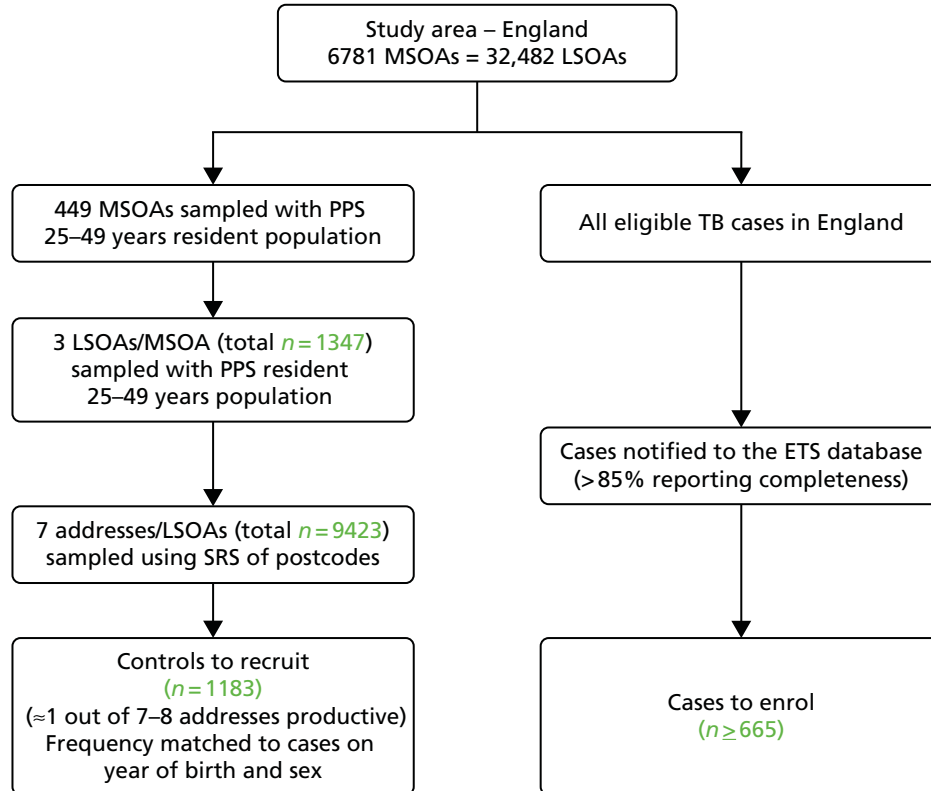 Study area – England
6781 MSOAs = 32,482 LSOAs
449 MSOAs sampled with PPS
25–49 years resident population
3 LSOAs/MSOA (total n = 1347)
sampled with PPS resident
25–49 years population
7 addresses/LSOAs (total n = 9423)
sampled using SRS of postcodes
Controls to recruit
(n = 1183)
(≈1 out of 7–8 addresses productive)
Frequency matched to cases on
year of birth and sex
All eligible TB cases in England
Cases notified to the ETS database
(>85% reporting completeness)
Cases to enrol
(n ≥ 665)